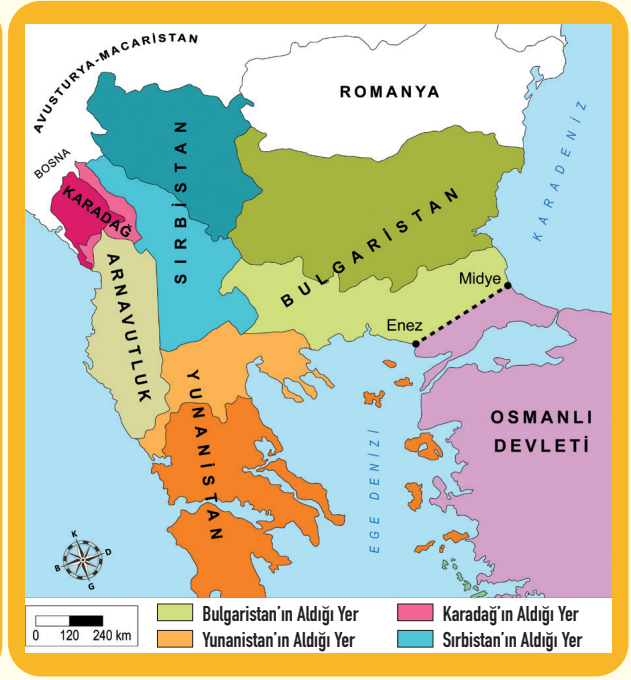 AVUSTURYA-MACARİSTAN
ROMANYA
BOSNA
KARADAĞ
SIRBİSTAN
BULGARİSTAN
KARADENİZ
ARNAVUTLUK
Midye
Enez
YUNANİSTAN
EGE DENİZİ
OSMANLI
DEVLETİ
K
B
D
G
0 120 240 km
Bulgaristan'ın Aldığı Yer
Karadağ'ın Aldığı Yer
Yunanistan'ın Aldığı Yer
Sırbistan'ın Aldığı Yer